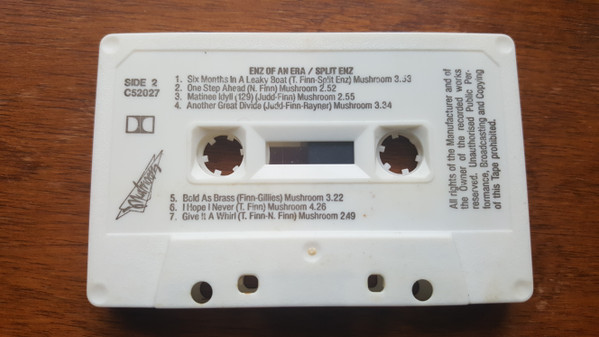 ENZ OF AN ERA / SPLIT ENZ
SIDE 2
C52027
1. Six Months In A Leaky Boat (T. Finn-Split Enz) Mushroom 3.53
2. One Step Ahead (N. Finn) Mushroom 2.52
3. Matinee Idyll (129) (Judd-Finn) Mushroom 2.55
4. Another Great Divide (Judd-Finn-Rayner) Mushroom 3.34
5. Bold As Brass (Finn-Gillies) Mushroom 3.22
6. I Hope I Never (T. Finn) Mushroom 4.26
7. Give It A Whirl (T. Finn-N. Finn) Mushroom 2.49
All rights of the Manufacturer and of
the Owner of the recorded works
reserved. Unauthorised Public Per-
formance, Broadcasting and Copying
of this Tape prohibited.